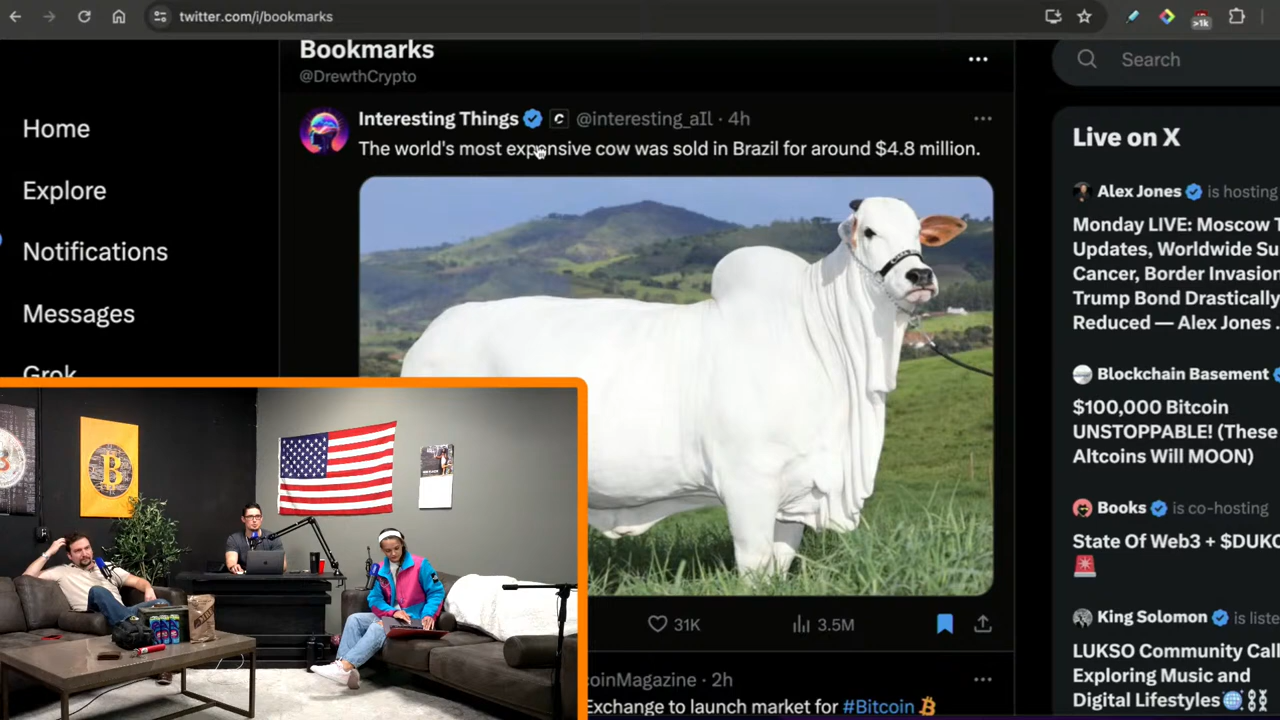 twitter.com/i/bookmarks
>1k
Bookmarks
@DrewthCrypto
Search
Home
Explore
Notifications
Messages
Grok
Interesting Things @interesting_aIl · 4h
The world's most expensive cow was sold in Brazil for around $4.8 million.
31K
3.5M
coinMagazine · 2h
Exchange to launch market for #Bitcoin
Live on X
Alex Jones is hosting
Monday LIVE: Moscow T
Updates, Worldwide Su
Cancer, Border Invasion
Trump Bond Drastically
Reduced — Alex Jones .
Blockchain Basement
$100,000 Bitcoin
UNSTOPPABLE! (These
Altcoins Will MOON)
Books is co-hosting
State Of Web3 + $DUKO
King Solomon is liste
LUKSO Community Call
Exploring Music and
Digital Lifestyles